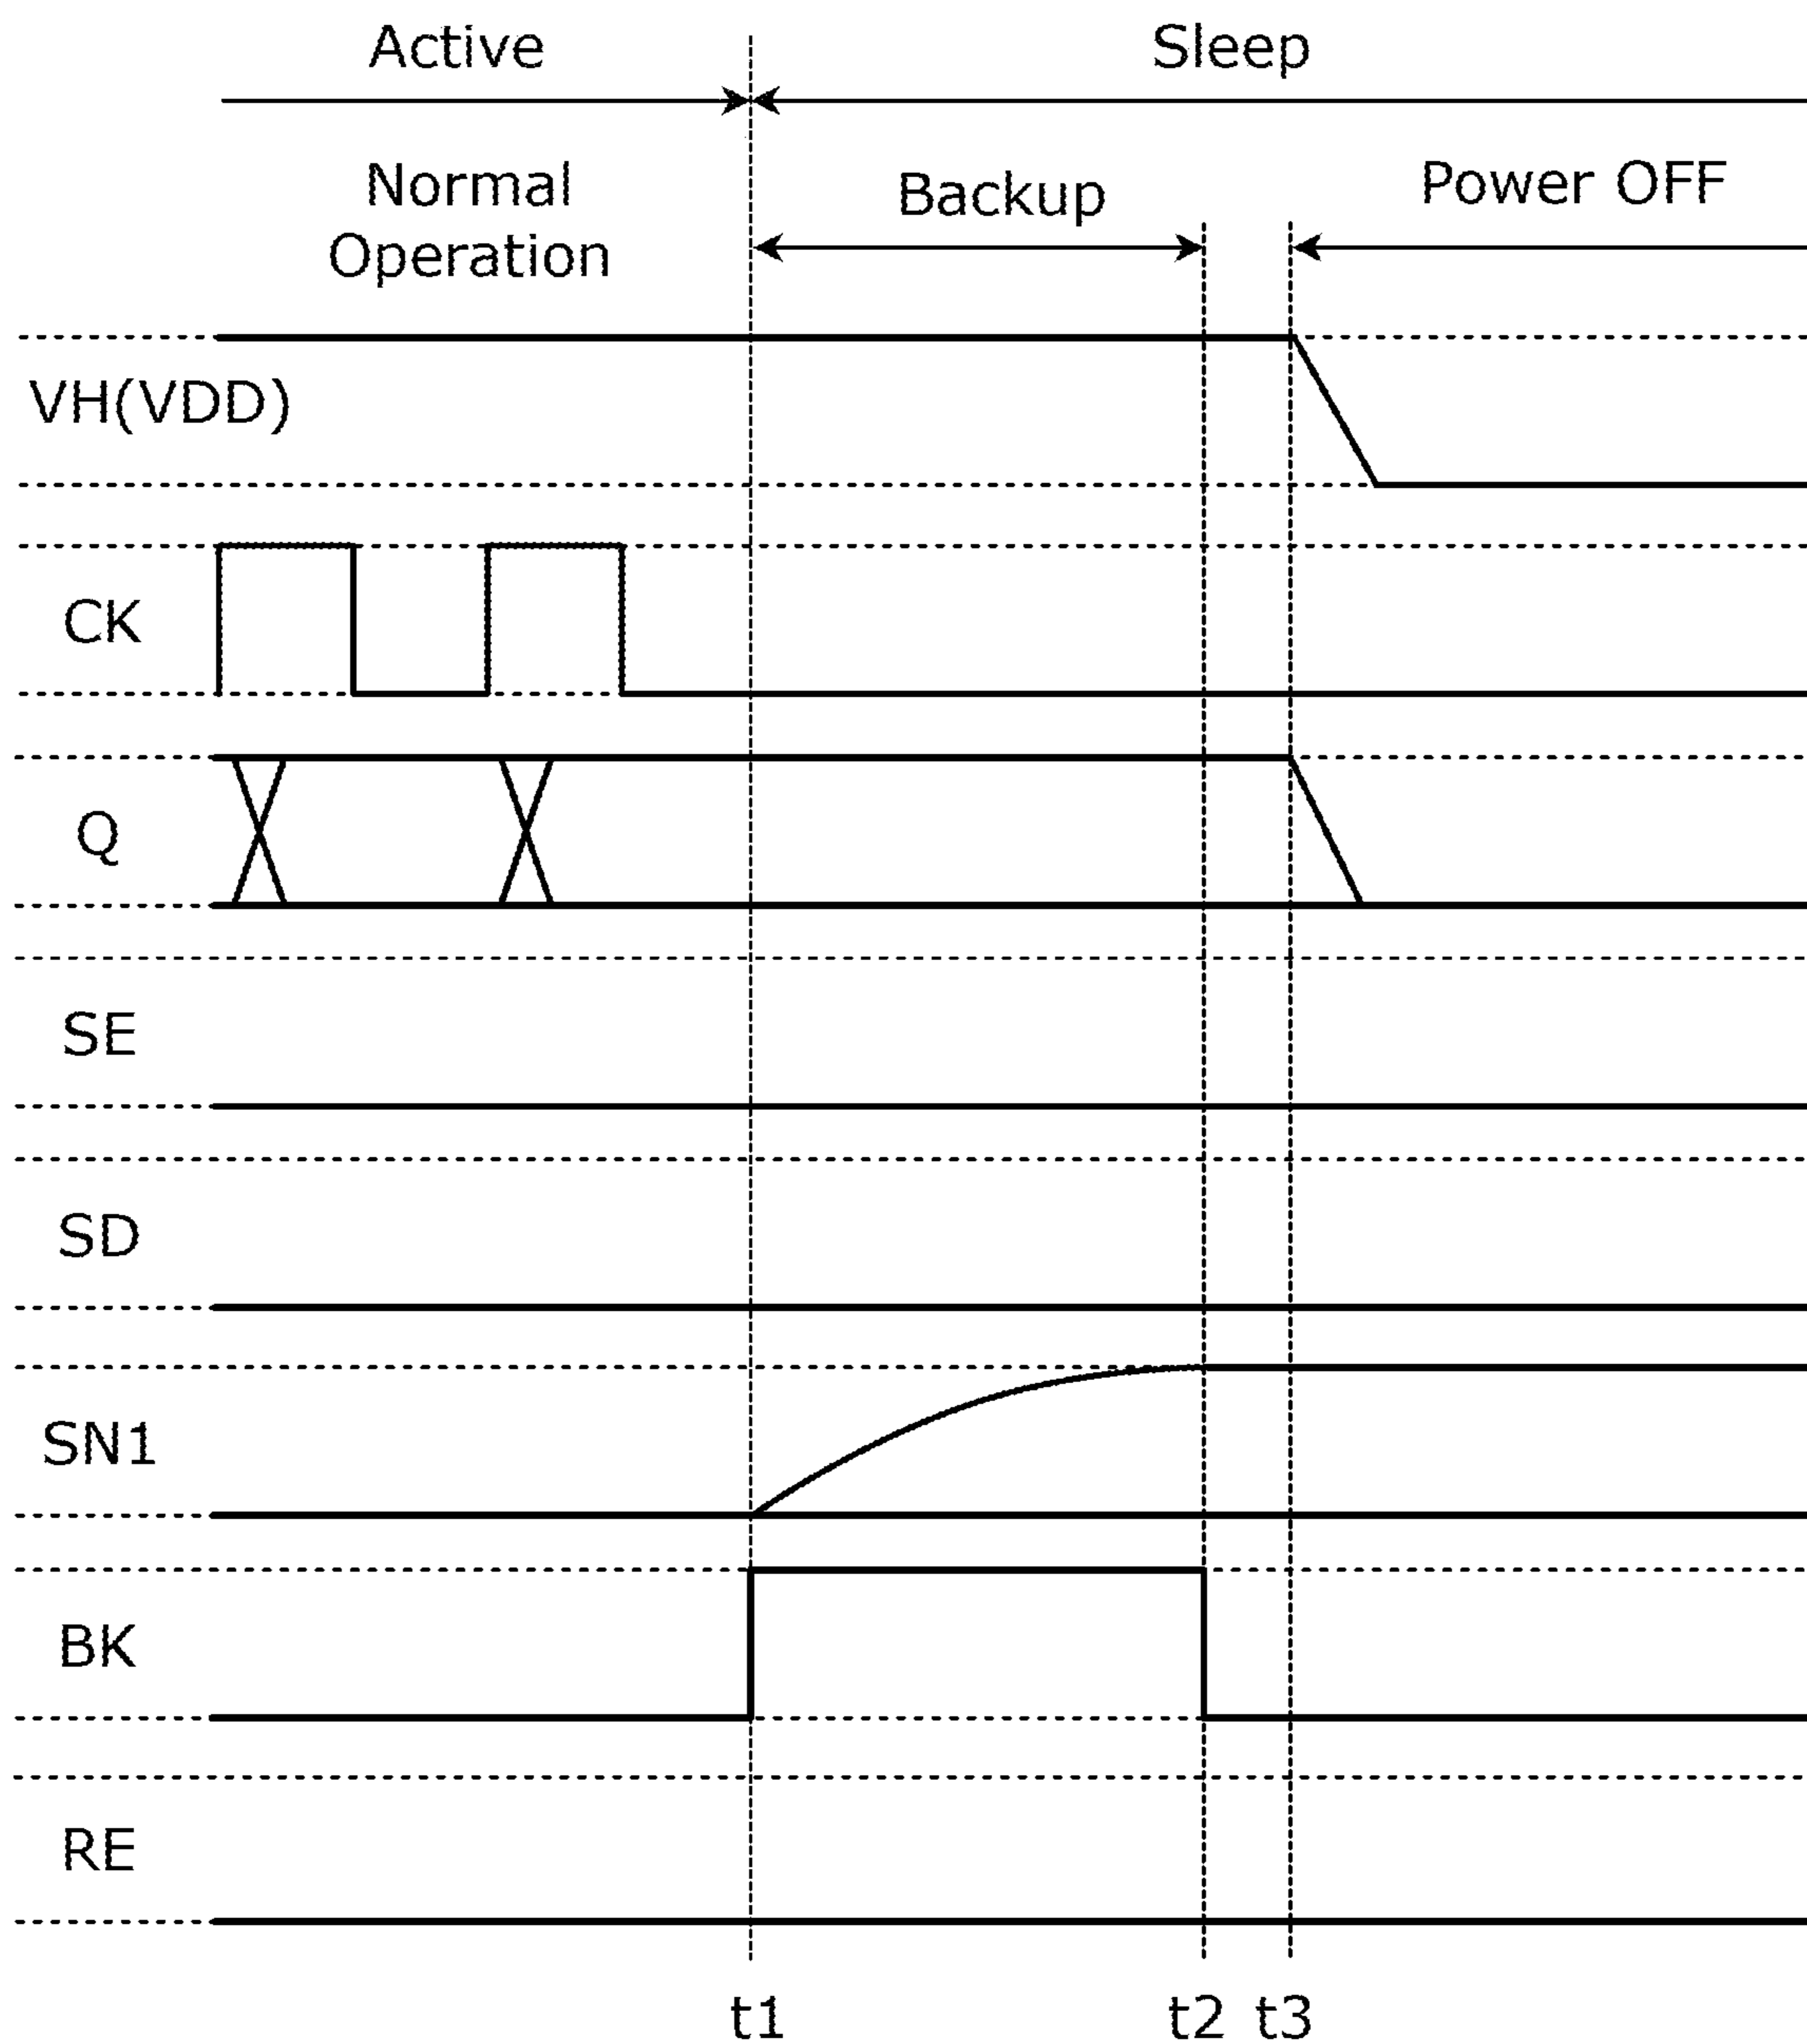 Active
Sleep
Normal
Operation
Backup
Power OFF
VH(VDD)
CK
Q
SE
SD
SN1
BK
RE
t1
t2
t3